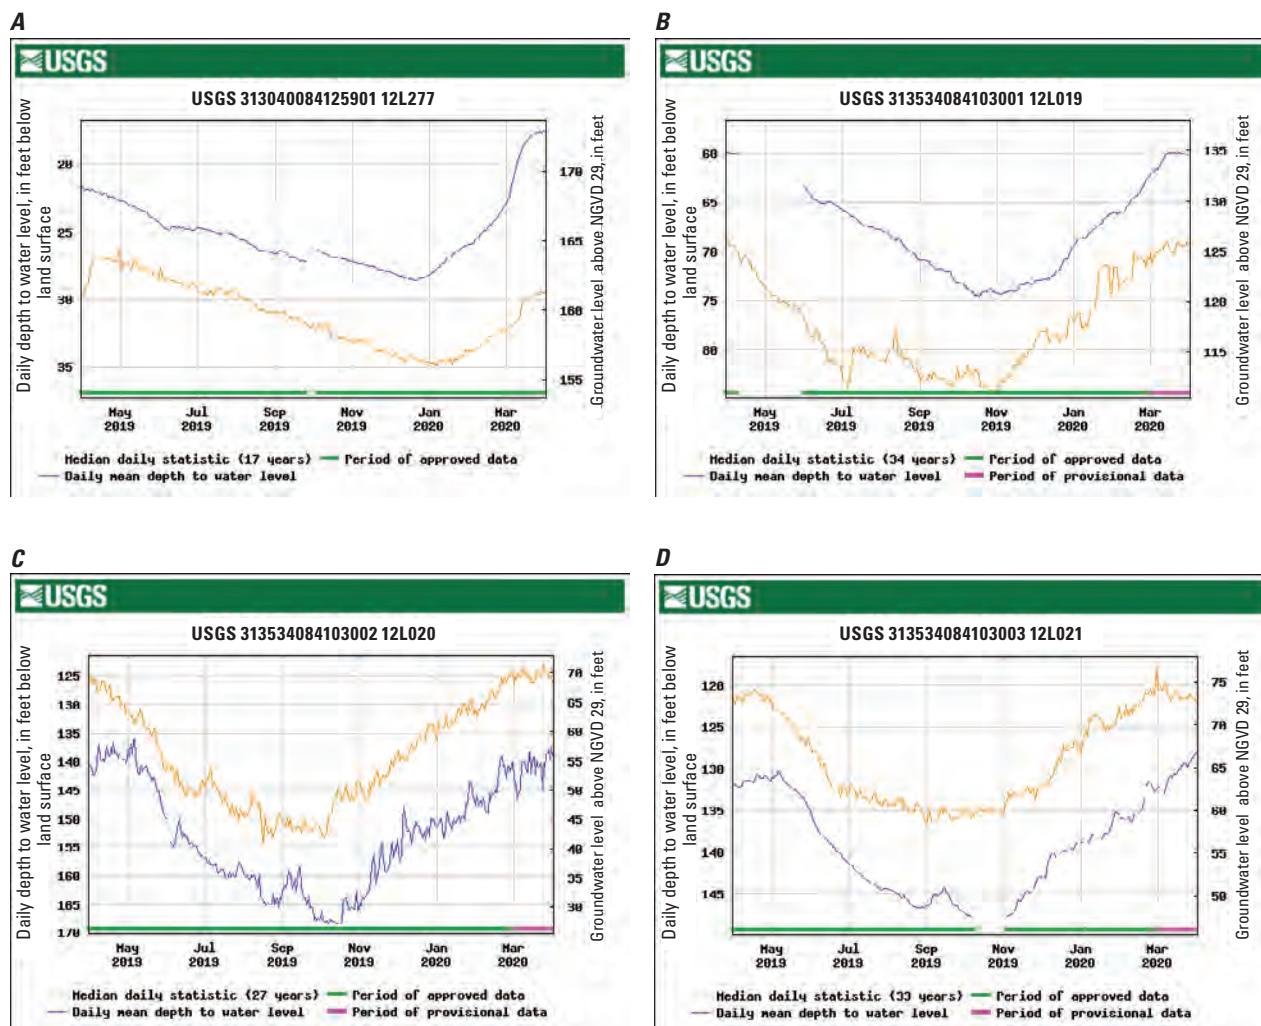 A
USGS
USGS 313040084125901 12L277
Daily depth to water level, in feet below
land surface
20
25
30
35
170
165
160
155
Groundwater level above NGVD 29, in feet
May Jul Sep Nov Jan Mar
2019 2019 2019 2019 2020 2020
Median daily statistic (17 years) Period of approved data
Daily mean depth to water level
B
USGS
USGS 313534084103001 12L019
Daily depth to water level, in feet below
land surface
60
65
70
75
80
135
130
125
120
115
Groundwater level above NGVD 29, in feet
May Jul Sep Nov Jan Mar
2019 2019 2019 2019 2020 2020
Median daily statistic (34 years) Period of approved data
Daily mean depth to water level Period of provisional data
C
USGS
USGS 313534084103002 12L020
Daily depth to water level, in feet below
land surface
125
130
135
140
145
150
155
160
165
170
70
65
60
55
50
45
40
35
30
Groundwater level above NGVD 29, in feet
May Jul Sep Nov Jan Mar
2019 2019 2019 2019 2020 2020
Median daily statistic (27 years) Period of approved data
Daily mean depth to water level Period of provisional data
D
USGS
USGS 313534084103003 12L021
Daily depth to water level, in feet below
land surface
120
125
130
135
140
145
75
70
65
60
55
50
Groundwater level above NGVD 29, in feet
May Jul Sep Nov Jan Mar
2019 2019 2019 2019 2020 2020
Median daily statistic (33 years) Period of approved data
Daily mean depth to water level Period of provisional data